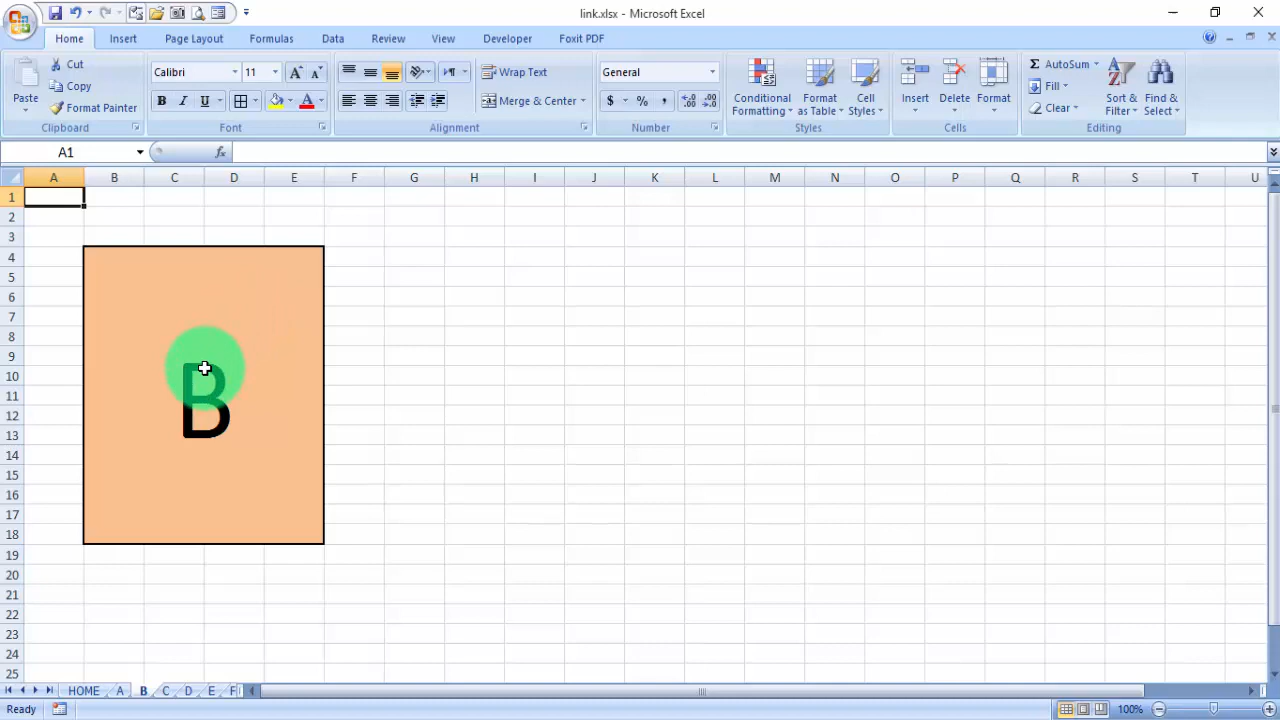 link.xlsx - Microsoft Excel
Home Insert Page Layout Formulas Data Review View Developer Foxit PDF
Paste
Cut
Copy
Format Painter
Clipboard
Calibri 11
B I U A
Font
Wrap Text
Merge & Center
Alignment
General
$ % ,
Number
Conditional Formatting
Format as Table
Cell Styles
Styles
Insert
Delete
Format
Cells
AutoSum
Fill
Clear
Sort & Filter
Find & Select
Editing
A1 fx
A B C D E F G H I J K L M N O P Q R S T U
1
2
3
4
5
6
7
8
9
10
11
12
13
14
15
16
17
18
19
20
21
22
23
24
25
B
HOME A B C D E F
Ready 100%